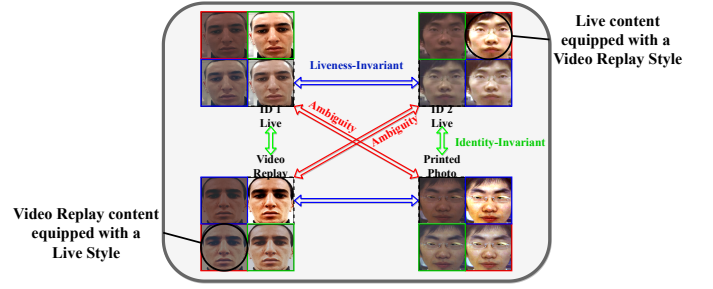 Live content
equipped with a
Video Replay Style
Liveness-Invariant
Ambiguity
Ambiguity
ID 1
Live
ID 2
Live
Identity-Invariant
Video
Replay
Printed
Photo
Video Replay content
equipped with a
Live Style